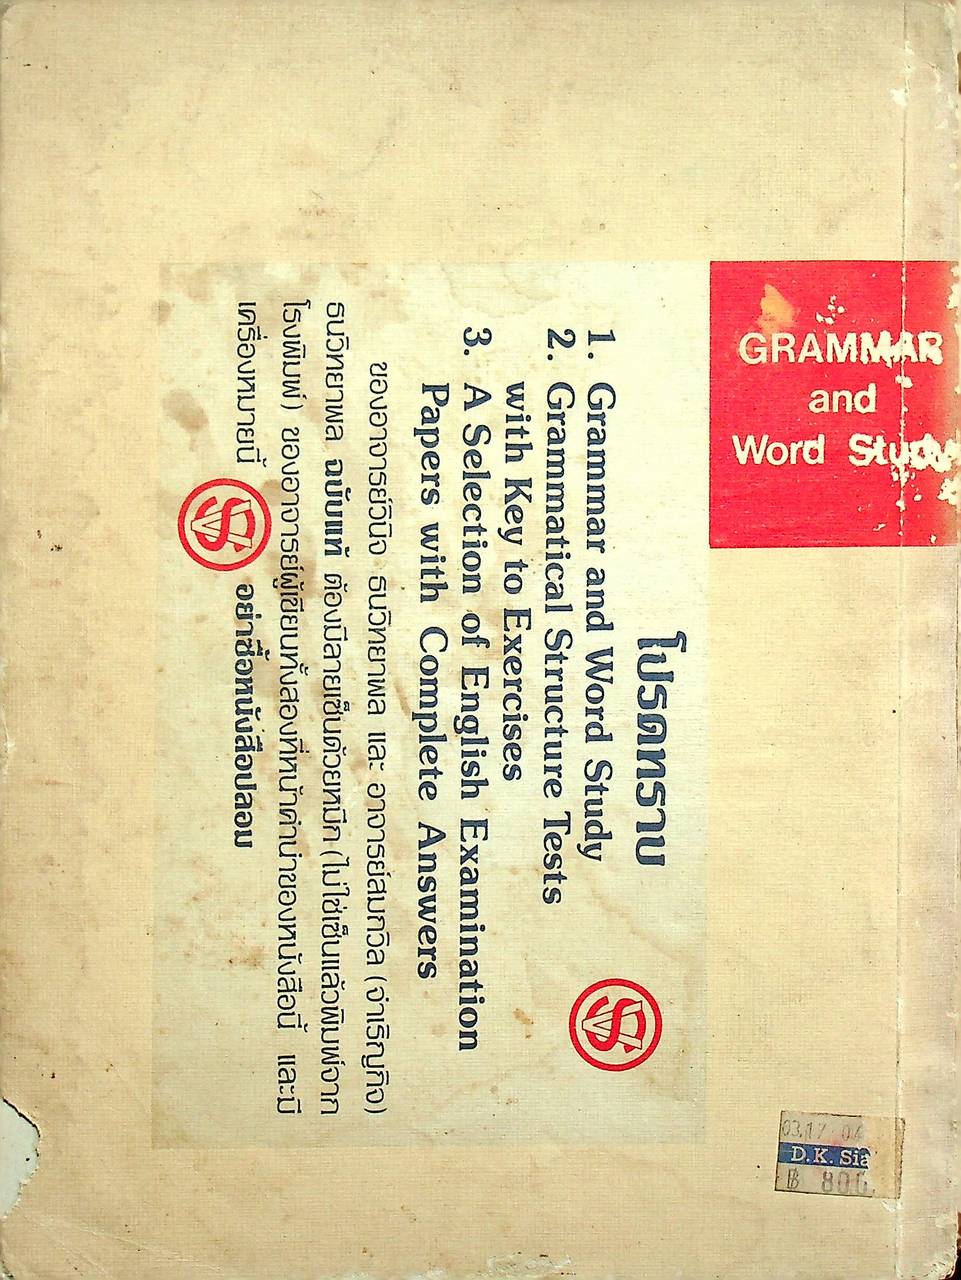 GRAMMAR
and
Word Study
โปรดทราบ
1. Grammar and Word Study
2. Grammatical Structure Tests
with Key to Exercises
3. A Selection of English Examination
Papers with Complete Answers
ของอาจารย์วินิจ ธนวิทยาพล และ อาจารย์สมถวิล (จำเริญกิจ)
ธนวิทยาพล ฉบับแท้ ต้องมีลายเซ็นด้วยหมึก (ไม่ใช่เซ็นแล้วพิมพ์จาก
โรงพิมพ์) ของอาจารย์ผู้เขียนทั้งสองที่หน้าคำนำของหนังสือนี้ และมี
เครื่องหมายนี้ อย่าซื้อหนังสือปลอม
03.17 04
D.K. Sia
฿ 80.0